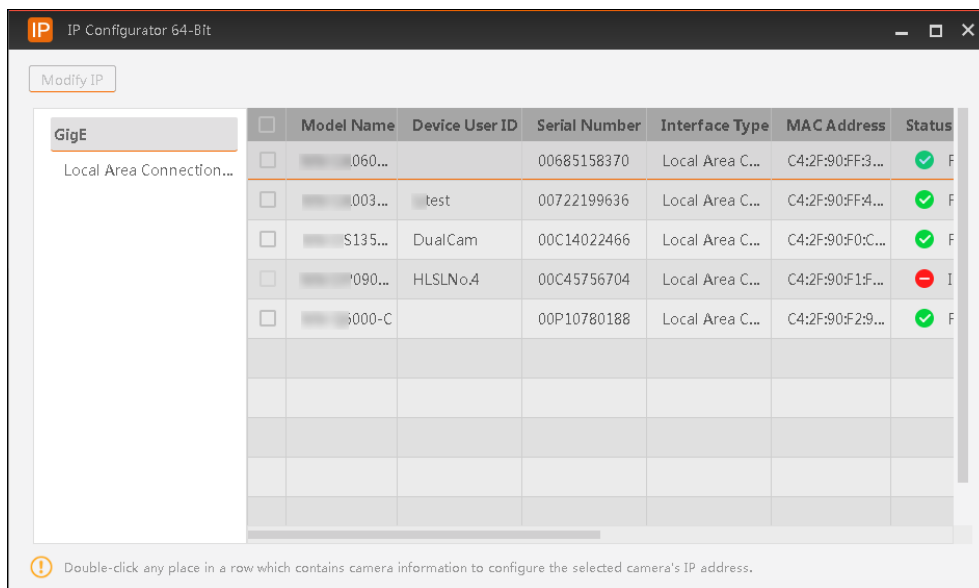 IP IP Configurator 64-Bit
Modify IP
GigE
Local Area Connection...
Model Name Device User ID Serial Number Interface Type MAC Address Status
060... 00685158370 Local Area C... C4:2F:90:FF:3...
003... test 00722199636 Local Area C... C4:2F:90:FF:4...
S135... DualCam 00C14022466 Local Area C... C4:2F:90:F0:C...
090... HLSLNo.4 00C45756704 Local Area C... C4:2F:90:F1:F...
000-C 00P10780188 Local Area C... C4:2F:90:F2:9...
Double-click any place in a row which contains camera information to configure the selected camera's IP address.